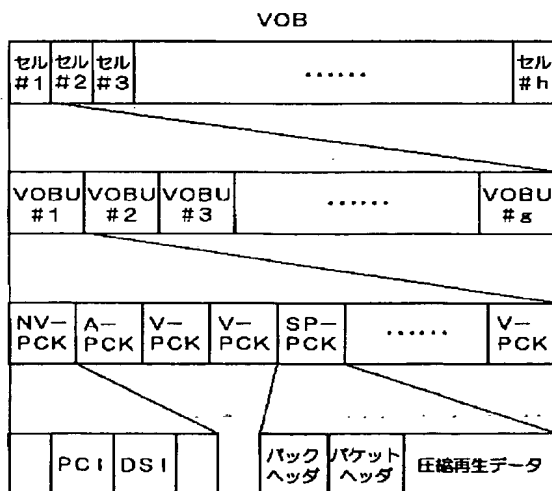 VOB
セル #1 セル #2 セル #3 ‥‥‥ セル #h
VOBU #1 VOBU #2 VOBU #3 ‥‥‥ VOBU #g
NV-PCK A-PCK V-PCK V-PCK SP-PCK ‥‥‥ V-PCK
PCI DSI パックヘッダ パケットヘッダ 圧縮再生データ